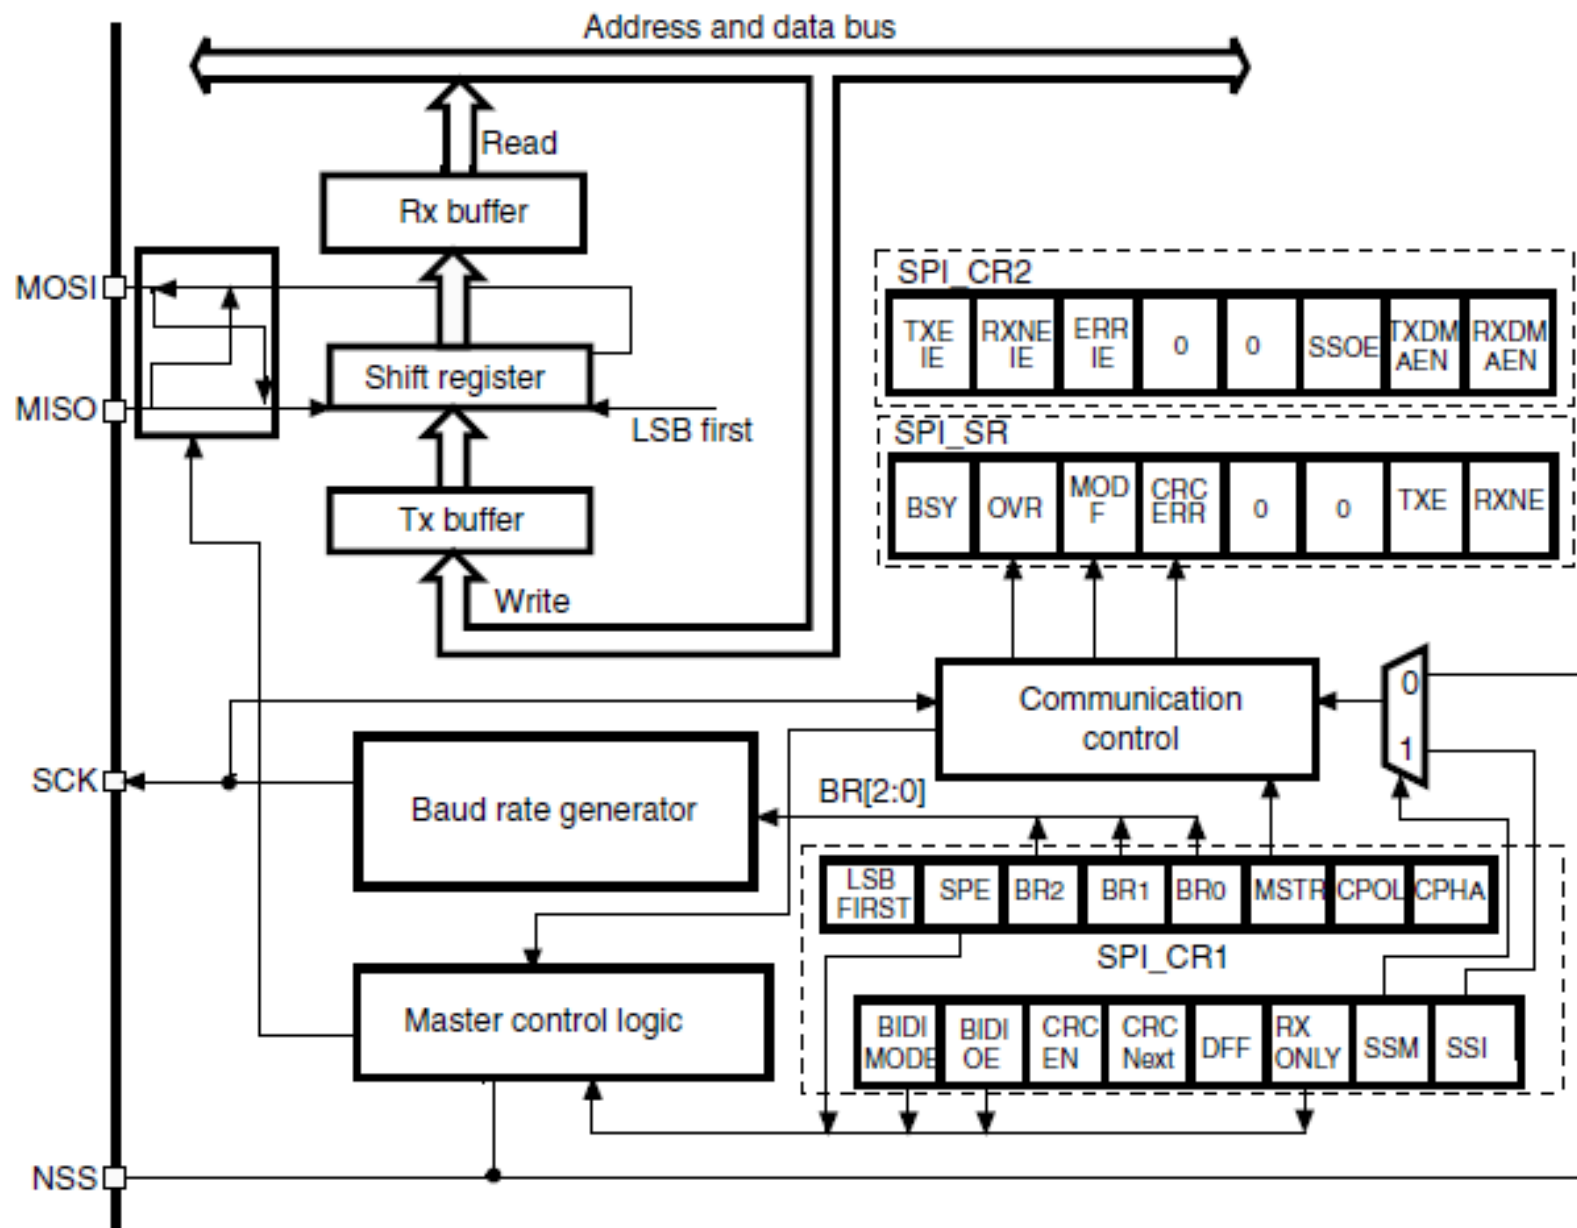 Address and data bus
Read
Rx buffer
MOSI
Shift register
MISO
LSB first
Tx buffer
Write
SPI_CR2
TXE
IE
RXNE
IE
ERR
IE
0
0
SSOE
TXDM
AEN
RXDM
AEN
SPI_SR
BSY
OVR
MOD
F
CRC
ERR
0
0
TXE
RXNE
Communication
control
0
1
SCK
Baud rate generator
BR[2:0]
LSB
FIRST
SPE
BR2
BR1
BR0
MSTR
CPOL
CPHA
SPI_CR1
Master control logic
BIDI
MODE
BIDI
OE
CRC
EN
CRC
Next
DFF
RX
ONLY
SSM
SSI
NSS